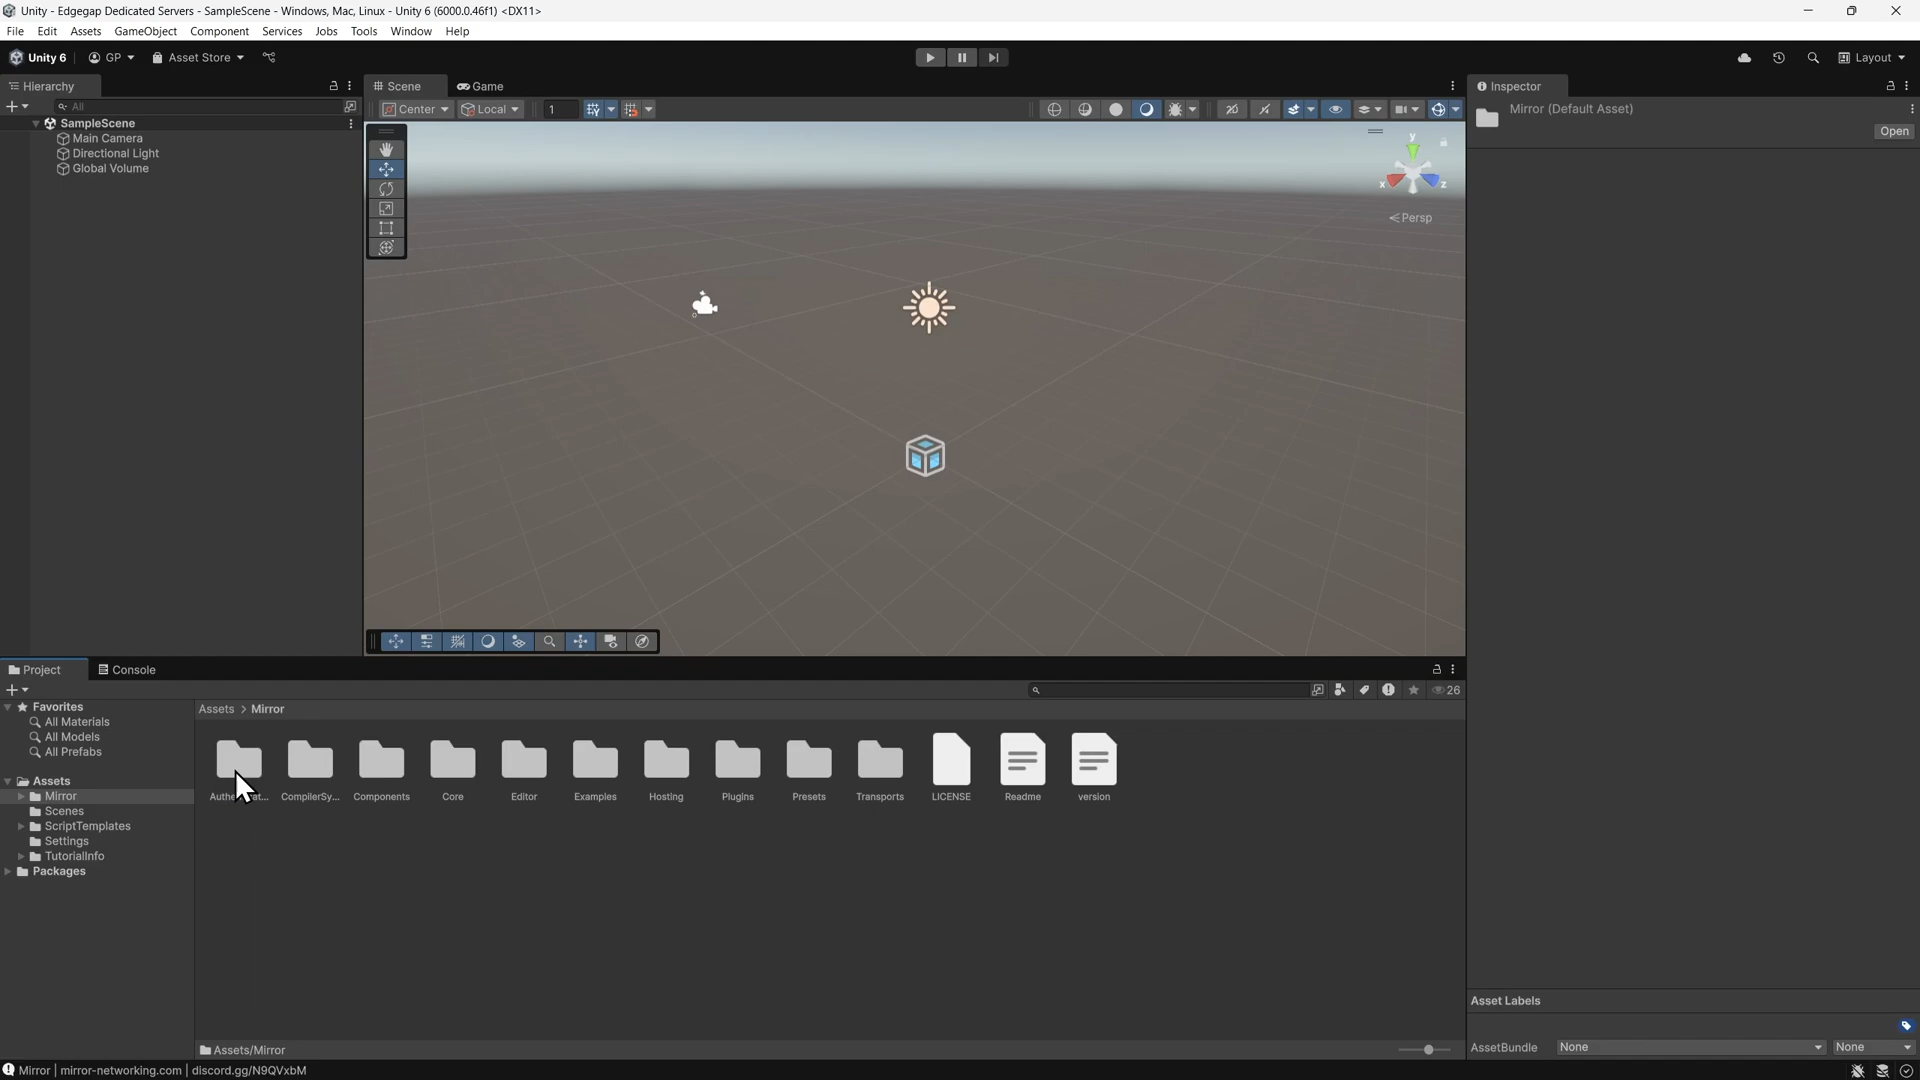 Unity - Edgegap Dedicated Servers - SampleScene - Windows, Mac, Linux - Unity 6 (6000.0.46f1) <DX11>
File Edit Assets GameObject Component Services Jobs Tools Window Help
Unity 6 GP Asset Store Layout
Hierarchy
All
SampleScene
Main Camera
Directional Light
Global Volume
Scene Game
Center Local 1
y
x z
Persp
Inspector
Mirror (Default Asset)
Open
Project Console
26
Favorites
All Materials
All Models
All Prefabs
Assets
Mirror
Scenes
ScriptTemplates
Settings
TutorialInfo
Packages
Assets > Mirror
CompilerSy... Components Core Editor Examples Hosting Plugins Presets Transports LICENSE Readme version
Assets/Mirror
Asset Labels
AssetBundle None None
Mirror | mirror-networking.com | discord.gg/N9QVxbM